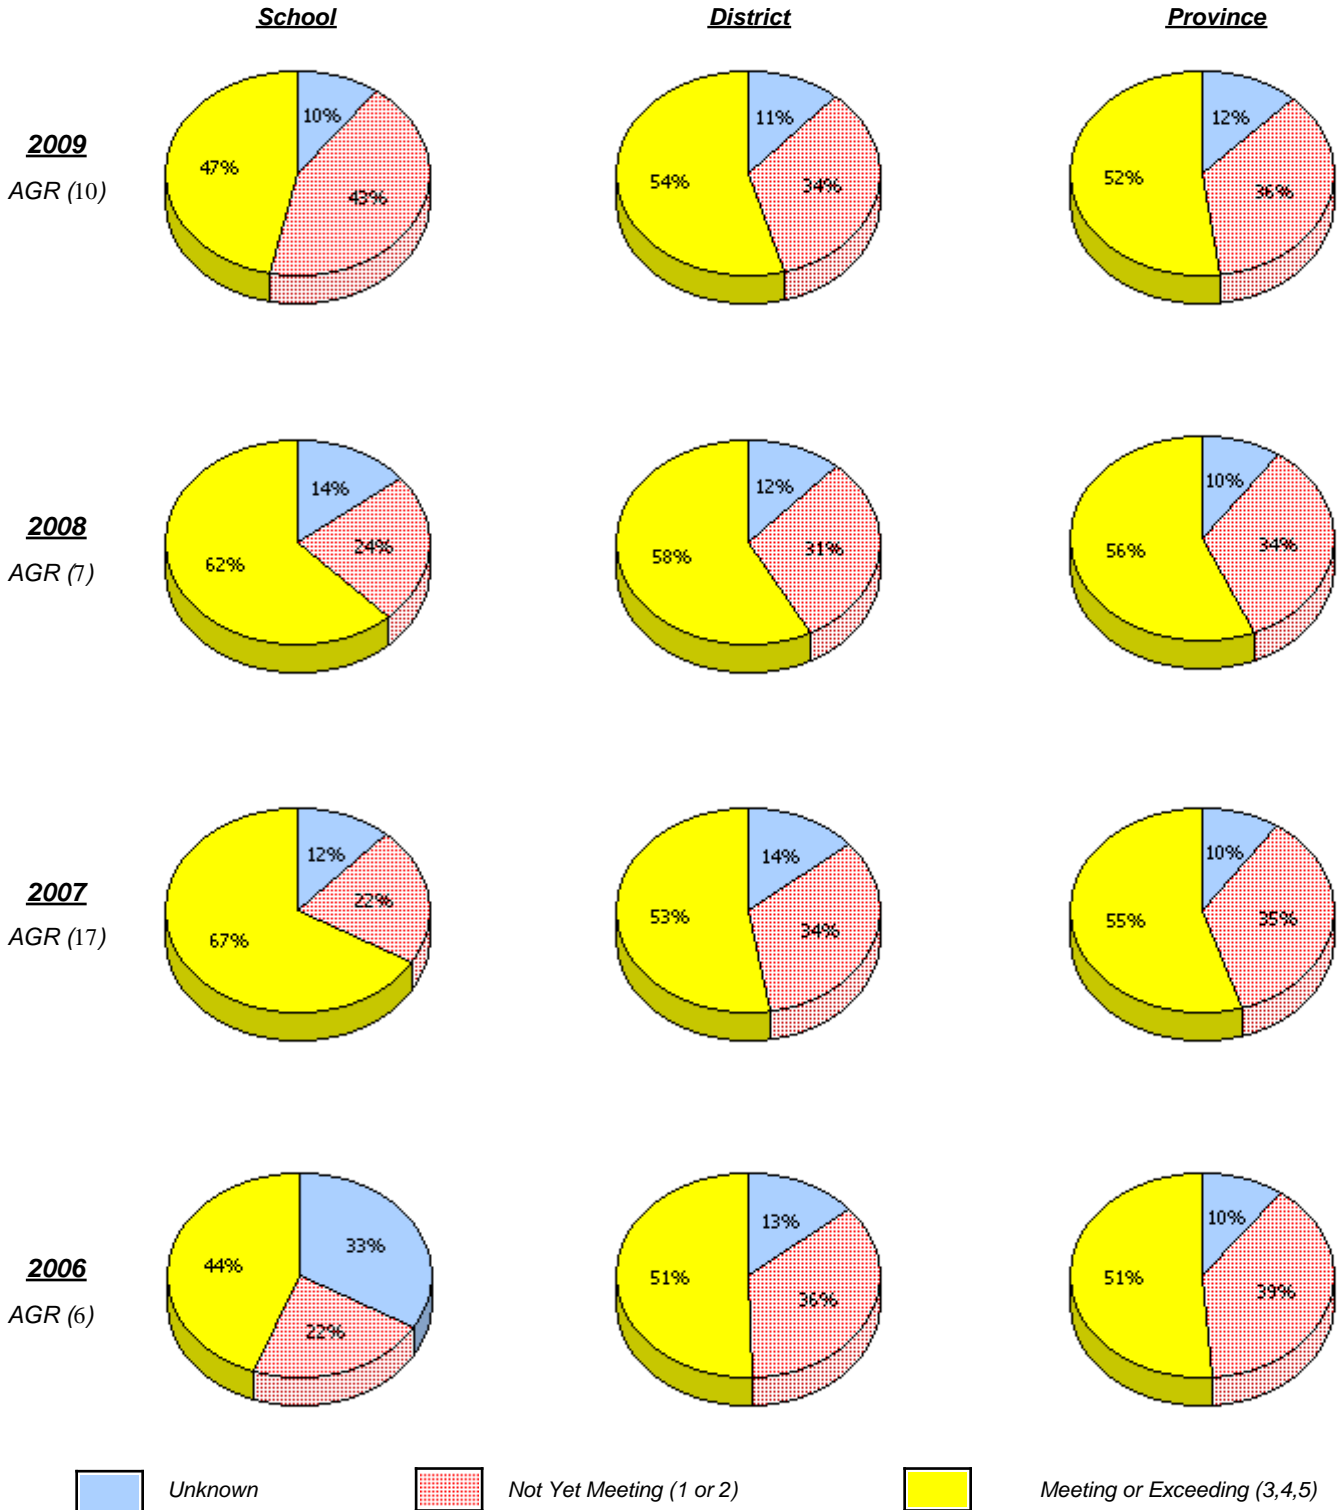 School District Province
10% 11% 12%
2009
47% 54% 52%
AGR (10)
43% 34% 36%
14% 12% 10%
2008
62% 24% 58% 31% 56% 34%
AGR (7)
12% 14% 10%
2007
67% 22% 53% 34% 55% 35%
AGR (17)
33% 13% 10%
2006
44% 51% 51%
AGR (6)
22% 36% 39%
Unknown Not Yet Meeting (1 or 2) Meeting or Exceeding (3,4,5)